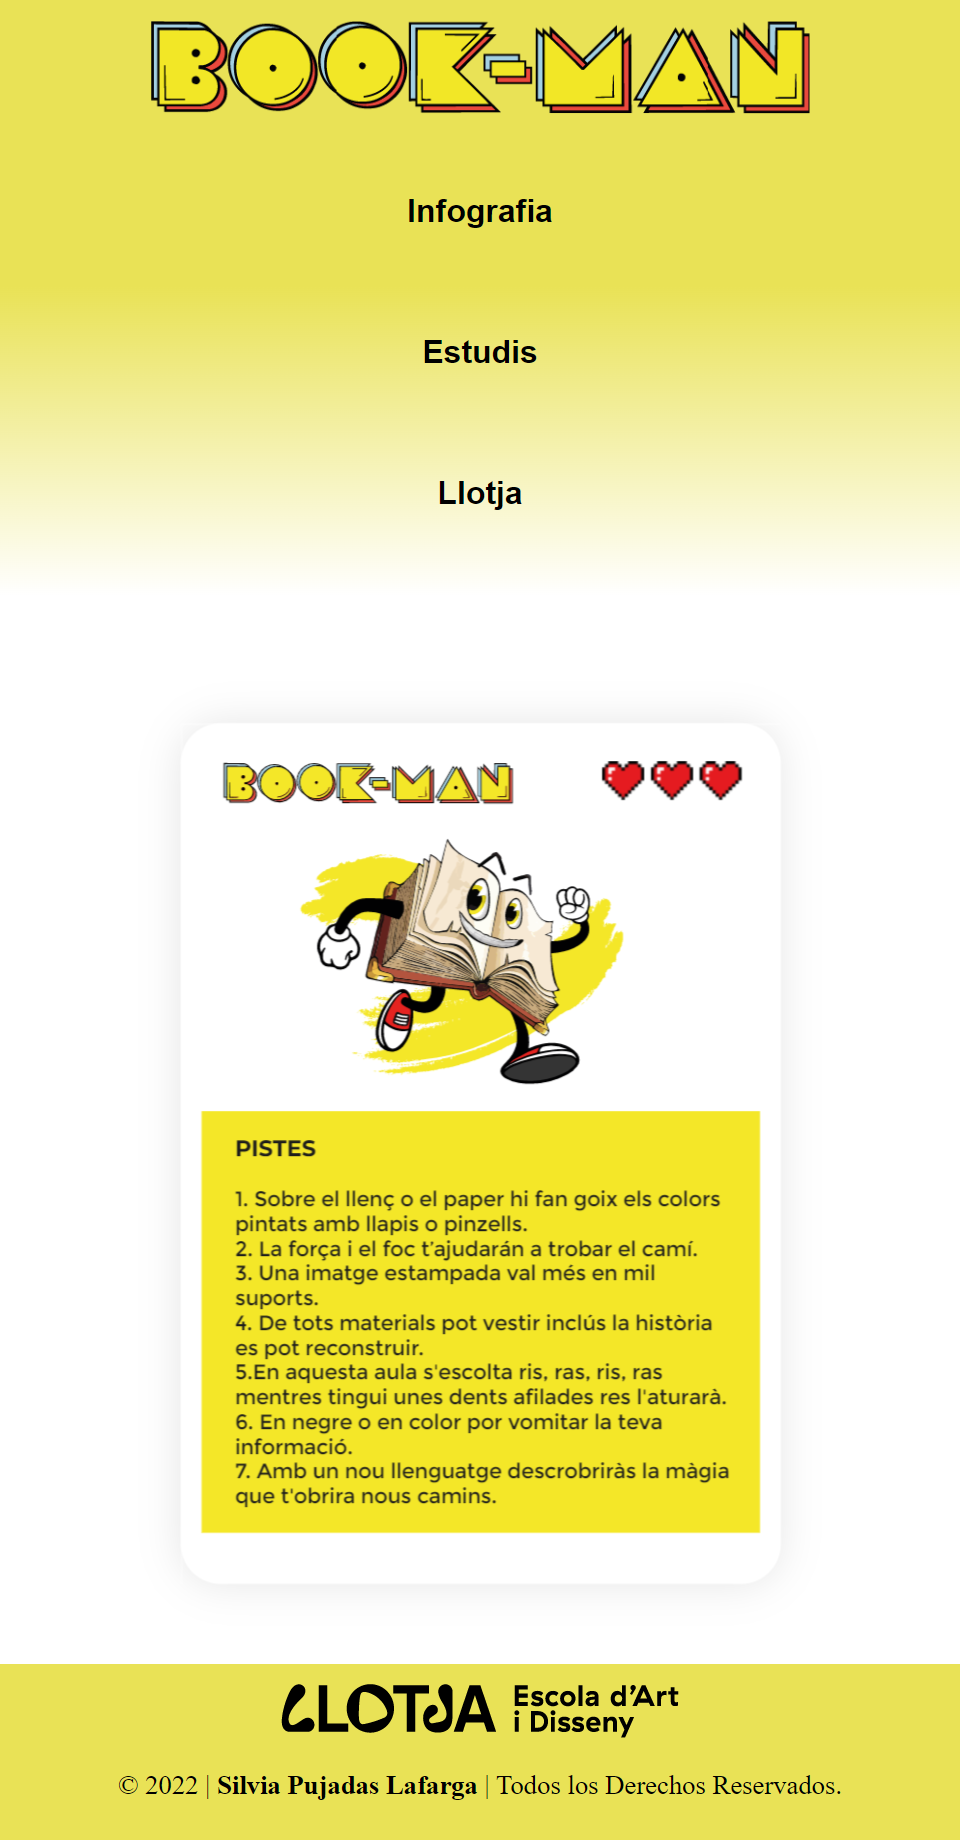 BOOK-MAN
Infografia
Estudis
Llotja
BOOK-MAN
PISTES
1. Sobre el llenç o el paper hi fan goix els colors
pintats amb llapis o pinzells.
2. La força i el foc t'ajudarán a trobar el camí.
3. Una imatge estampada val més en mil
suports.
4. De tots materials pot vestir inclús la història
es pot reconstruir.
5.En aquesta aula s'escolta ris, ras, ris, ras
mentres tingui unes dents afilades res l'aturarà.
6. En negre o en color por vomitar la teva
informació.
7. Amb un nou llenguatge descrobriràs la màgia
que t'obrira nous camins.
LLOTJA Escola d'Art
i Disseny
© 2022 | Silvia Pujadas Lafarga | Todos los Derechos Reservados.